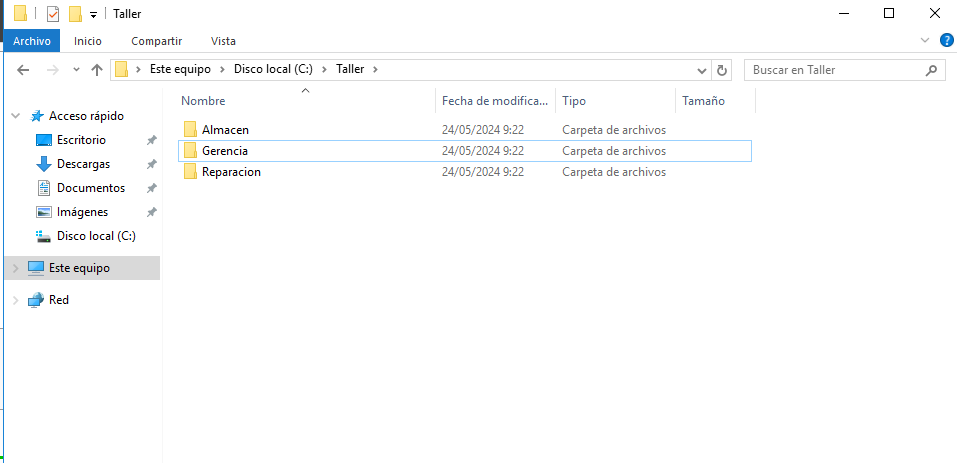 Taller
Archivo Inicio Compartir Vista
Este equipo Disco local (C:) Taller Buscar en Taller
Nombre Fecha de modifica... Tipo Tamaño
Acceso rápido
Escritorio
Descargas
Documentos
Imágenes
Disco local (C:)
Este equipo
Red
Almacen 24/05/2024 9:22 Carpeta de archivos
Gerencia 24/05/2024 9:22 Carpeta de archivos
Reparacion 24/05/2024 9:22 Carpeta de archivos